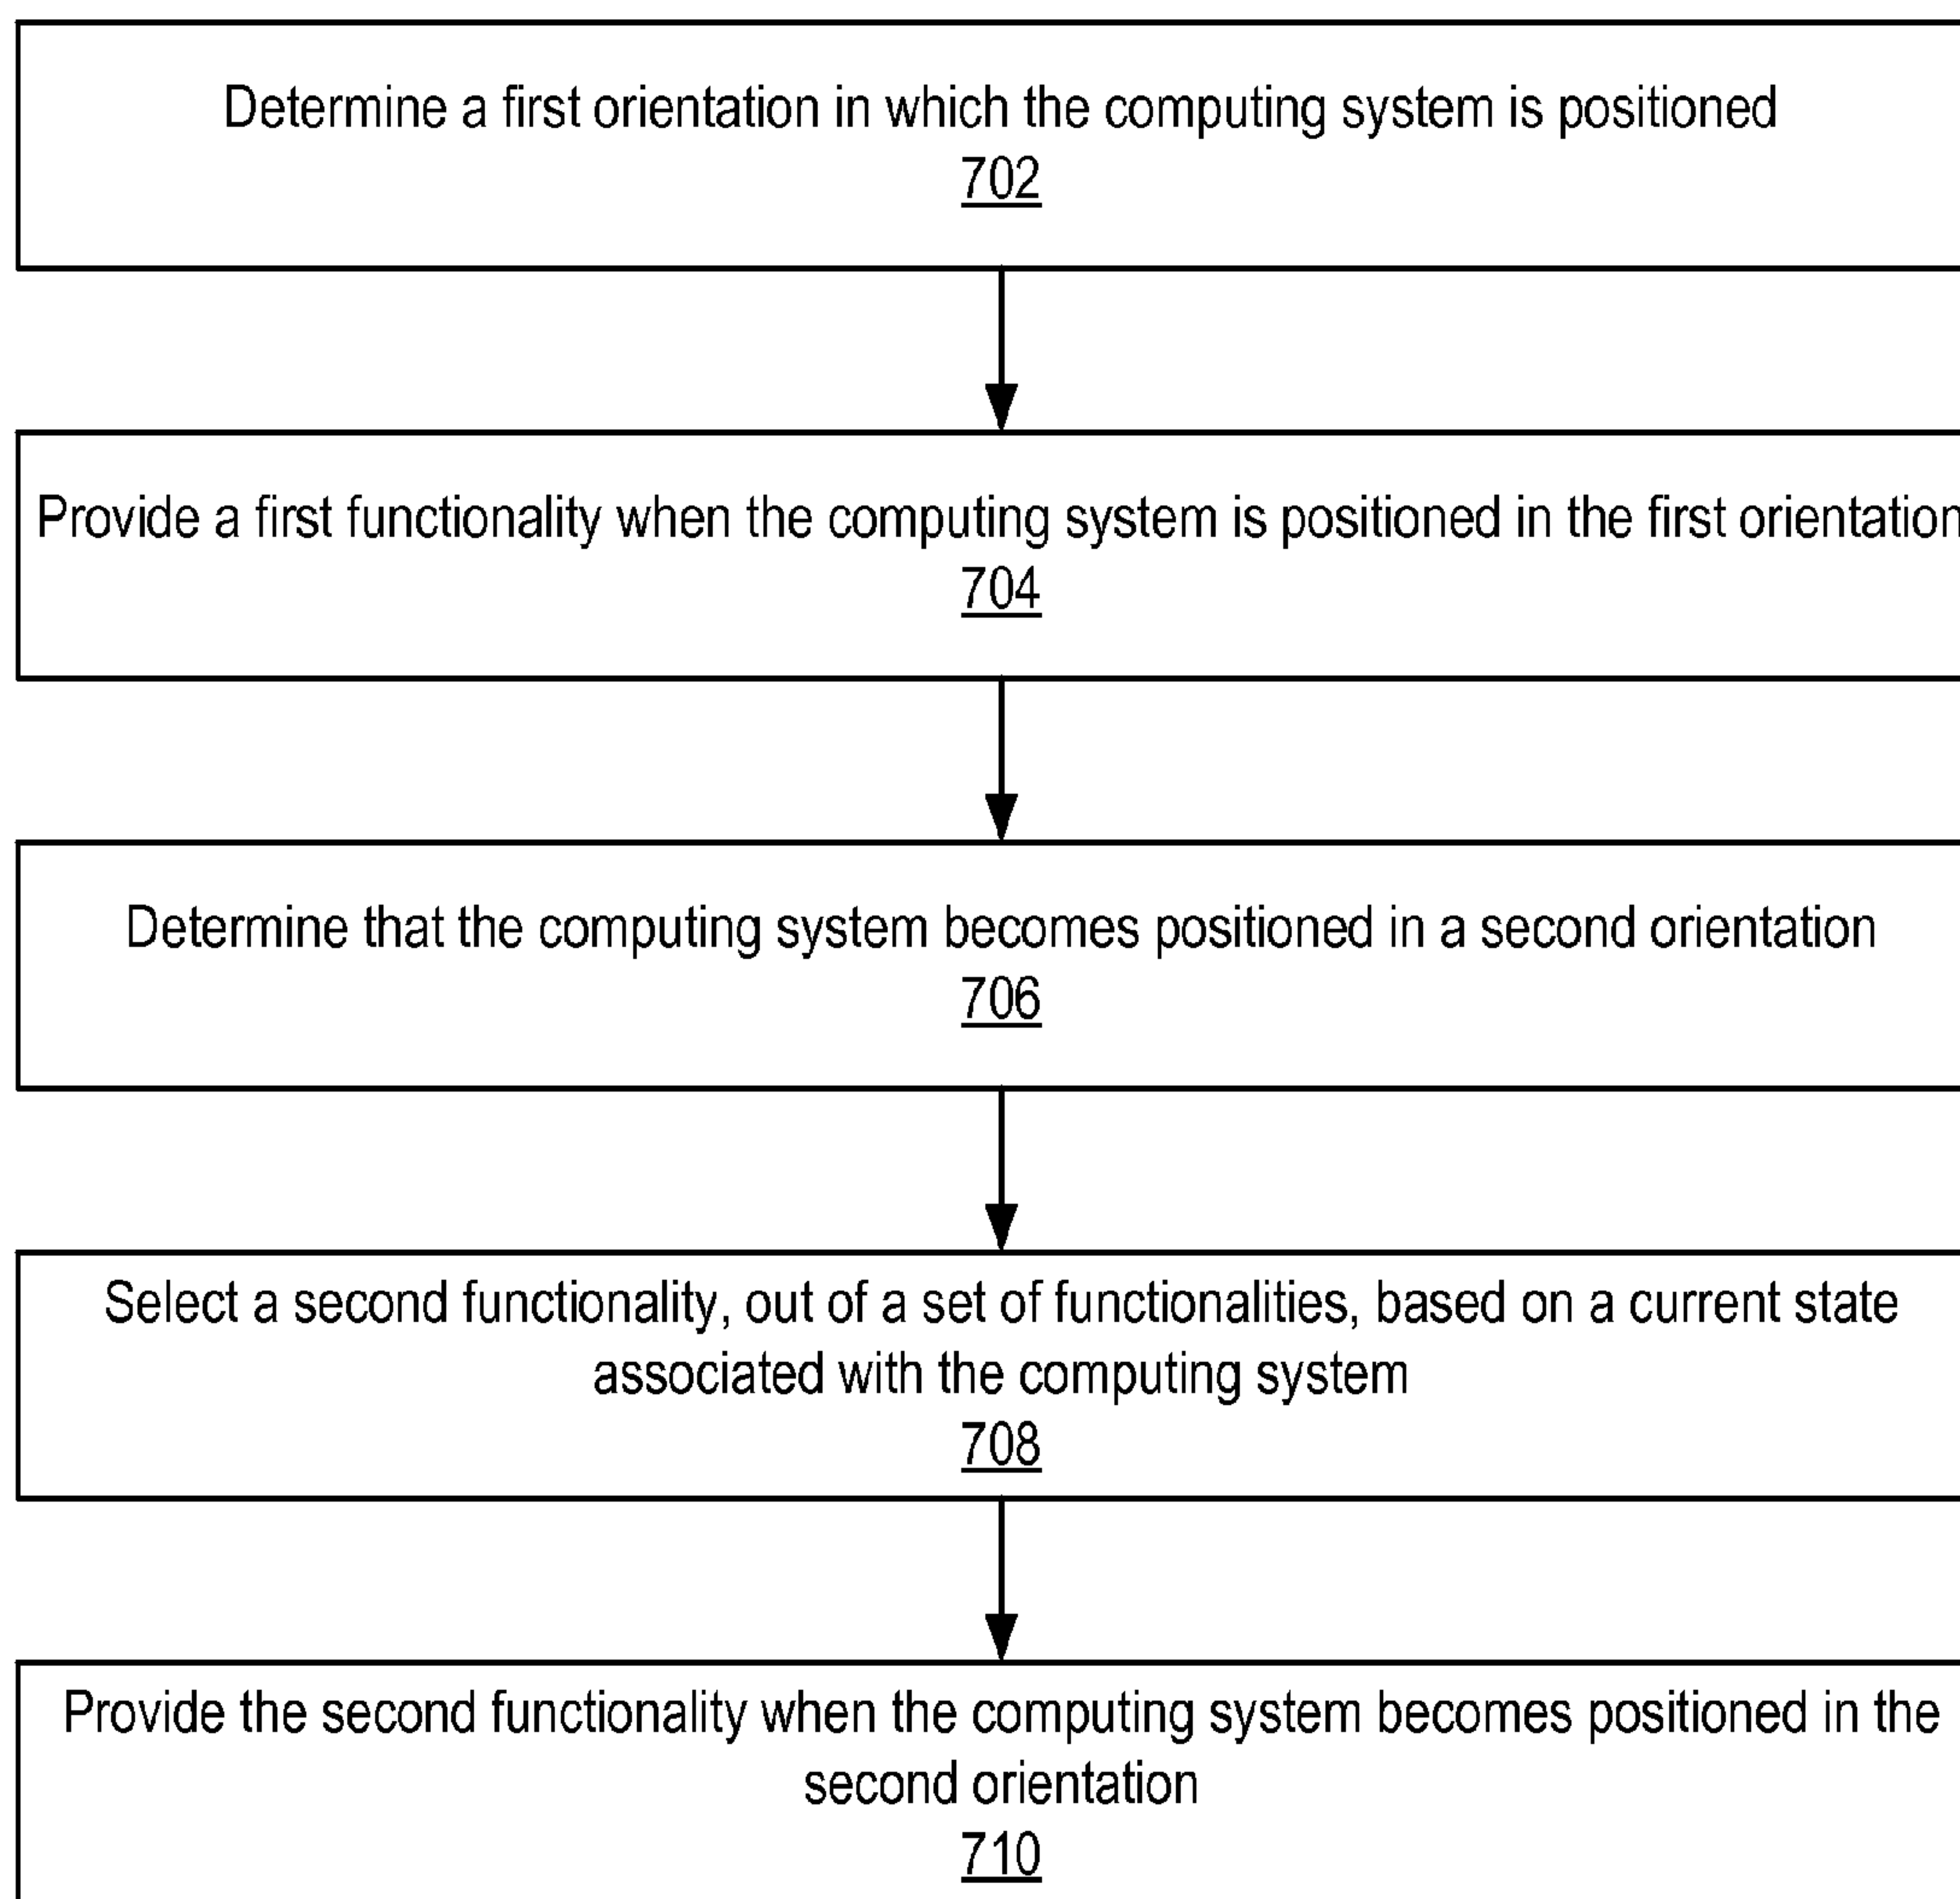 Determine a first orientation in which the computing system is positioned
702
Provide a first functionality when the computing system is positioned in the first orientation
704
Determine that the computing system becomes positioned in a second orientation
706
Select a second functionality, out of a set of functionalities, based on a current state
associated with the computing system
708
Provide the second functionality when the computing system becomes positioned in the
second orientation
710